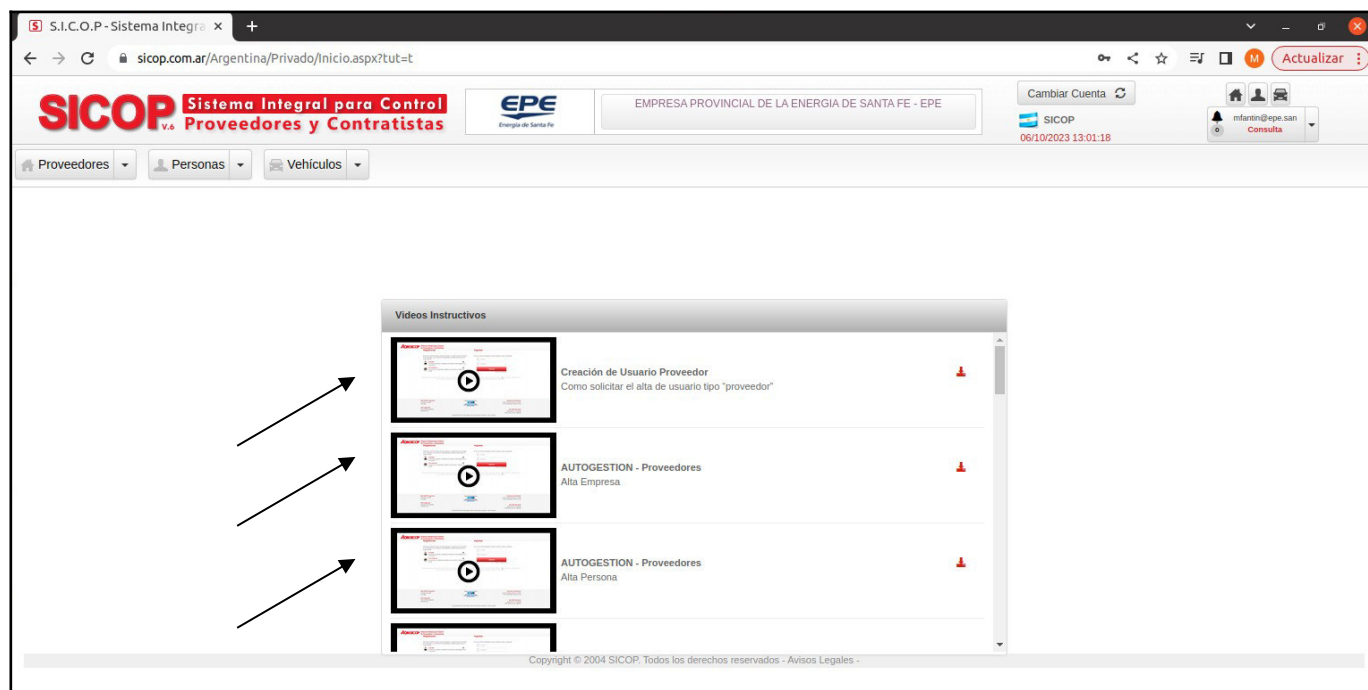 S.I.C.O.P - Sistema Integra
sicop.com.ar/Argentina/Privado/Inicio.aspx?tut=t
M
Actualizar
SICOP V.6
Sistema Integral para Control
Proveedores y Contratistas
EPE
Energía de Santa Fe
EMPRESA PROVINCIAL DE LA ENERGIA DE SANTA FE - EPE
Cambiar Cuenta
SICOP
06/10/2023 13:01:18
0
mfantin@epe.san
Consulta
Proveedores
Personas
Vehículos
Videos Instructivos
Creación de Usuario Proveedor
Como solicitar el alta de usuario tipo "proveedor"
AUTOGESTION - Proveedores
Alta Empresa
AUTOGESTION - Proveedores
Alta Persona
Copyright © 2004 SICOP. Todos los derechos reservados - Avisos Legales -